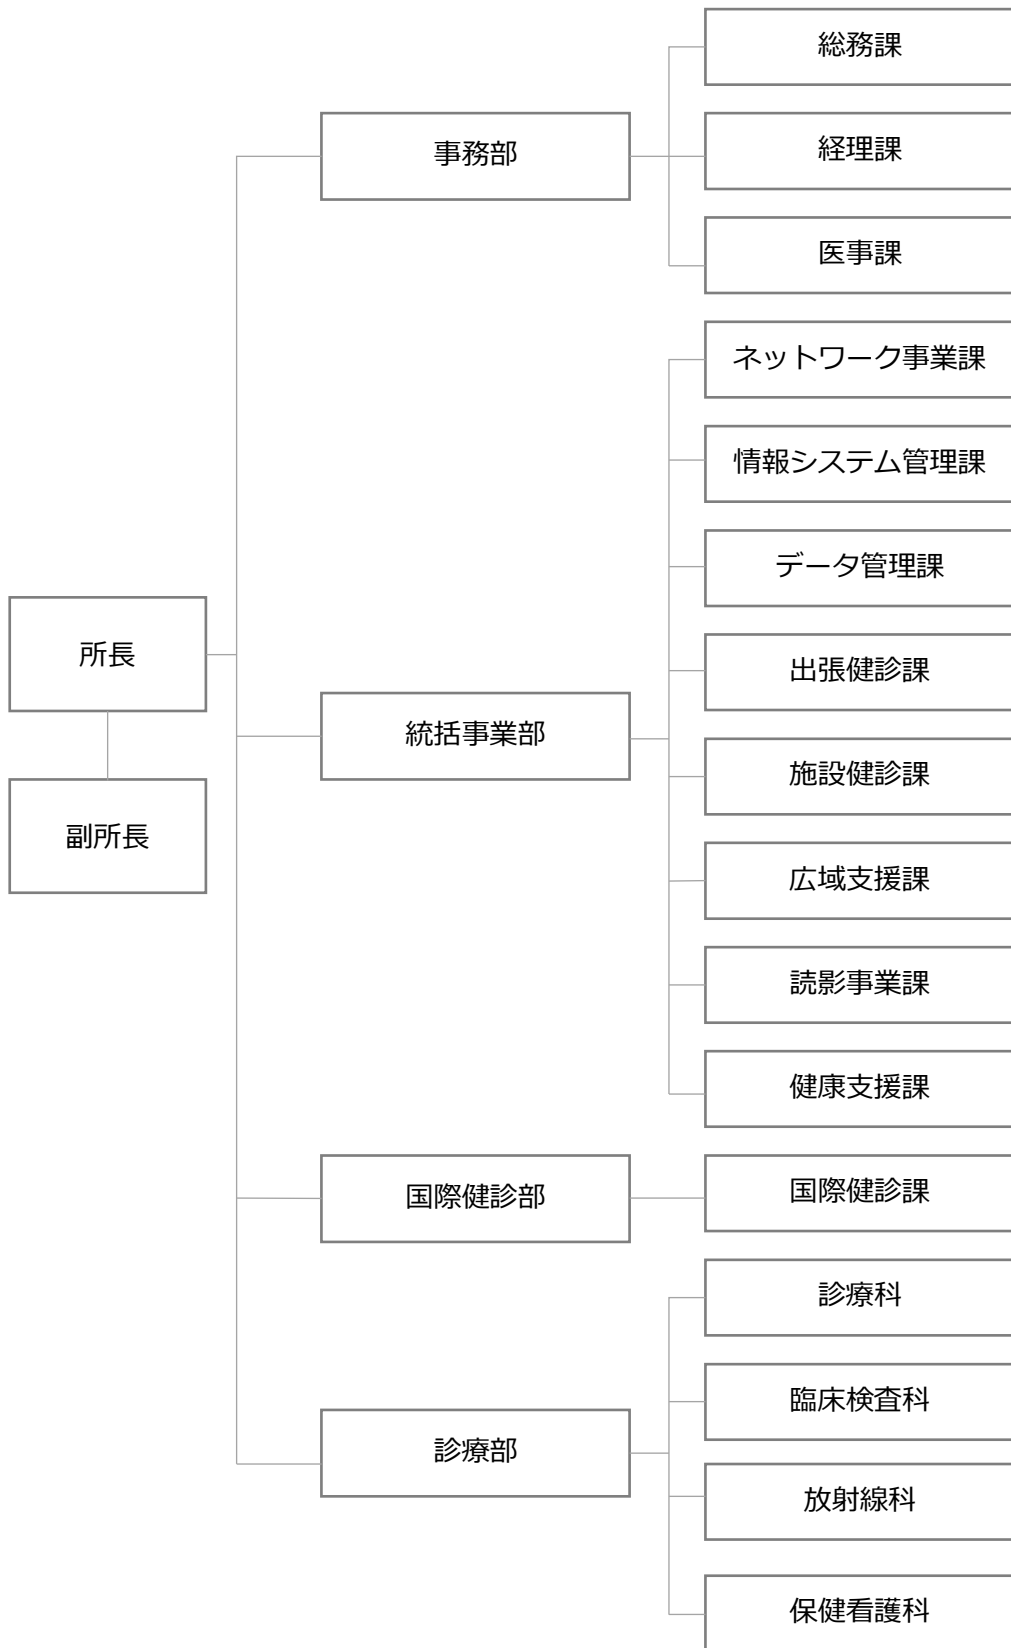 所長
副所長
事務部
総務課
経理課
医事課
統括事業部
ネットワーク事業課
情報システム管理課
データ管理課
出張健診課
施設健診課
広域支援課
読影事業課
健康支援課
国際健診部
国際健診課
診療部
診療科
臨床検査科
放射線科
保健看護科